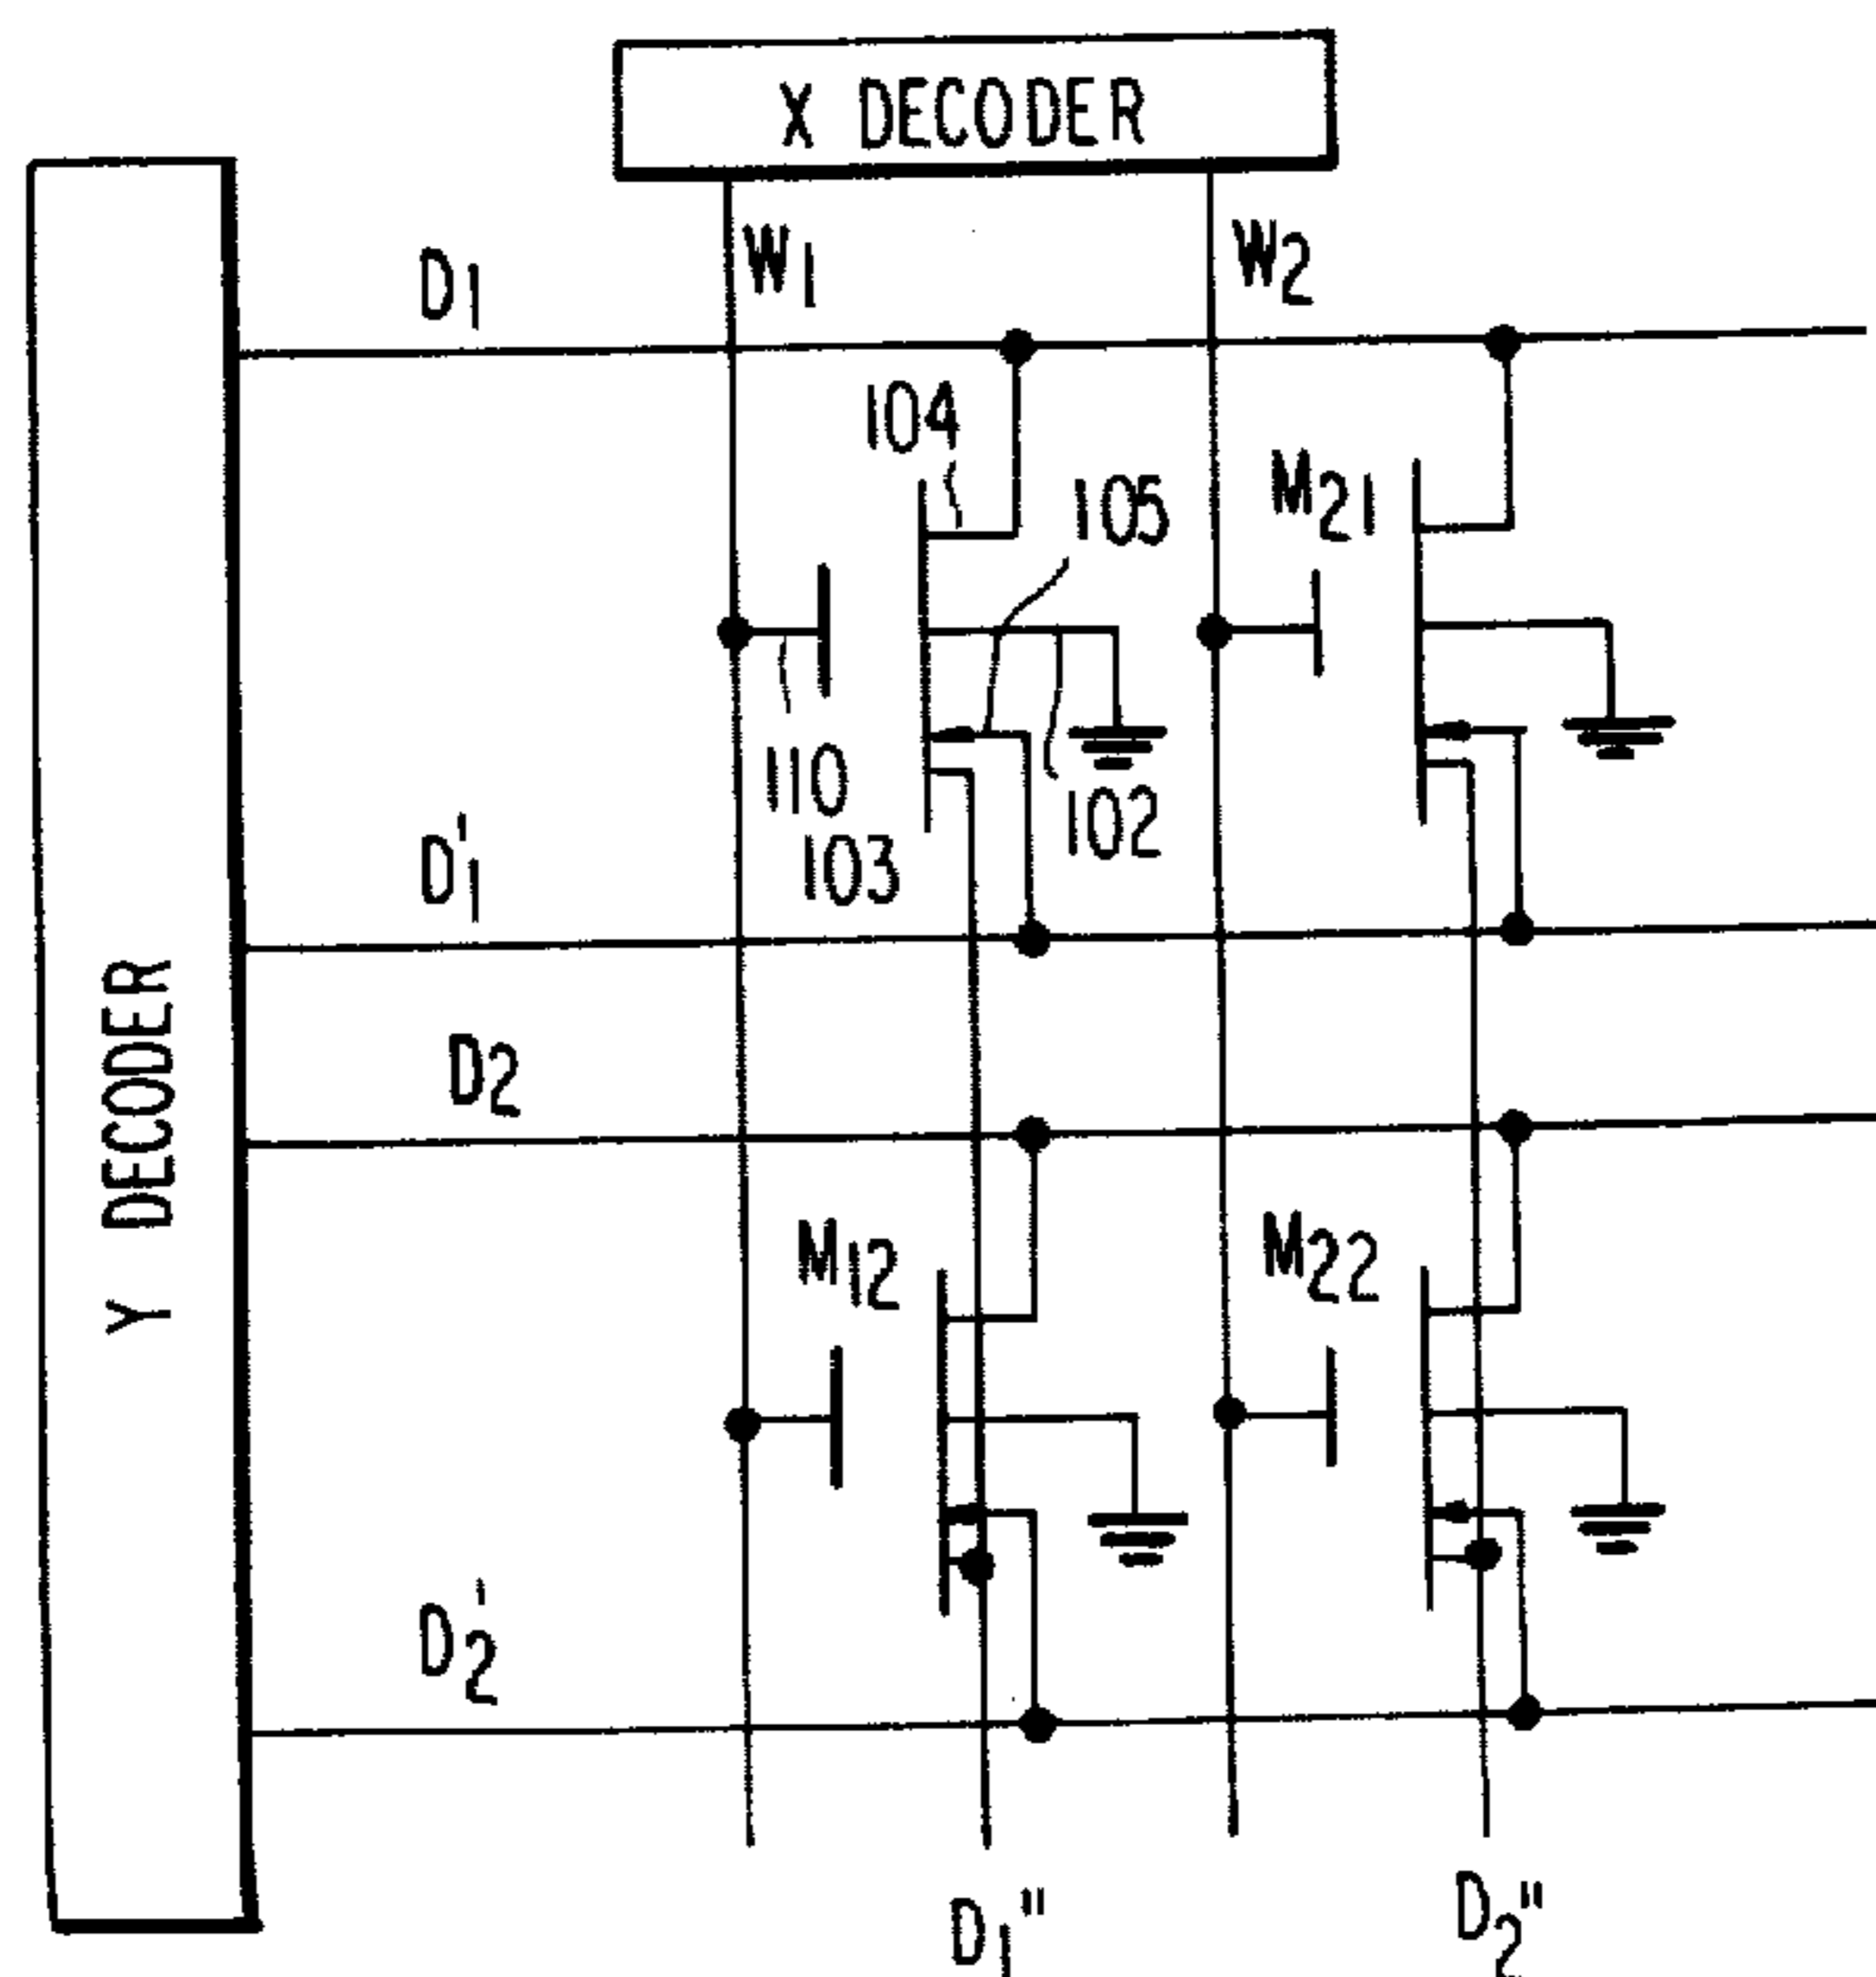 X DECODER
W1 W2
D1
104
105
M21
110
103
102
D'1
Y DECODER
D2
M12
M22
D'2
D1"
D2"